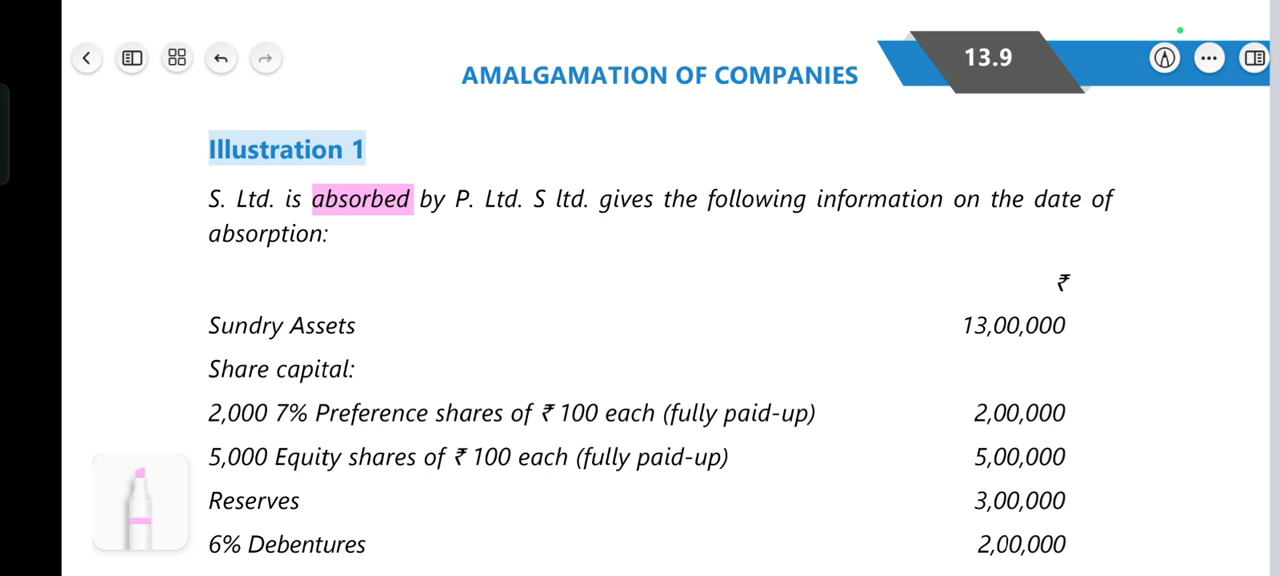 13.9
AMALGAMATION OF COMPANIES
Illustration 1
S. Ltd. is absorbed by P. Ltd. S ltd. gives the following information on the date of
absorption:
₹
Sundry Assets 13,00,000
Share capital:
2,000 7% Preference shares of ₹ 100 each (fully paid-up) 2,00,000
5,000 Equity shares of ₹ 100 each (fully paid-up) 5,00,000
Reserves 3,00,000
6% Debentures 2,00,000